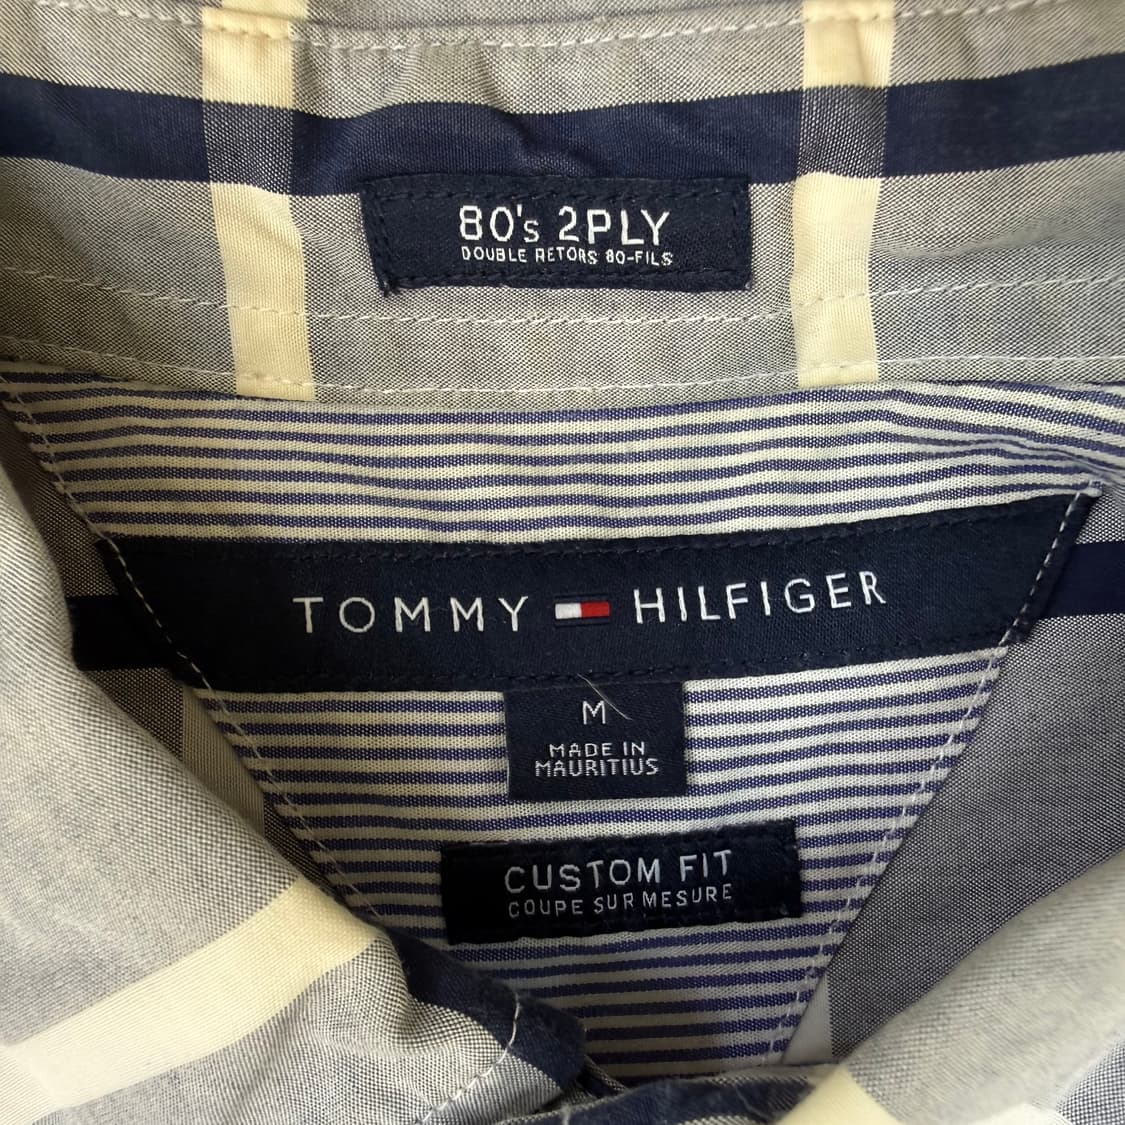 80's 2PLY
DOUBLE RETORS 80-FILS
TOMMY HILFIGER
M
MADE IN
MAURITIUS
CUSTOM FIT
COUPE SUR MESURE